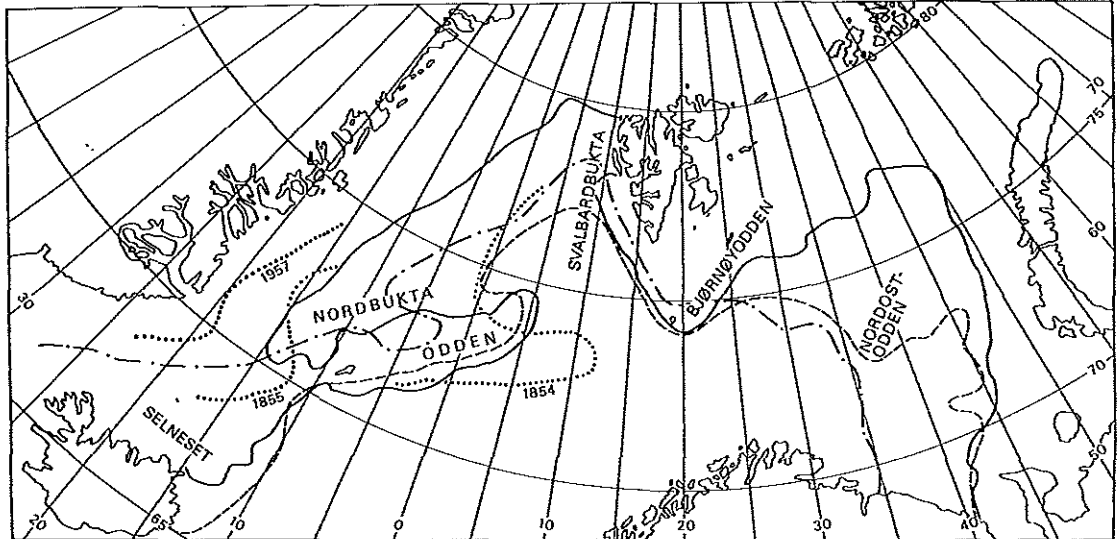 80
70
75
60
70
50
30
1957
NORDBUKTA
ODDEN
1855
1854
SELNESET
SVALBARDBUKTA
BJØRNØYODDEN
NORDOST-
ODDEN
20
65
10
0
10
20
30
40